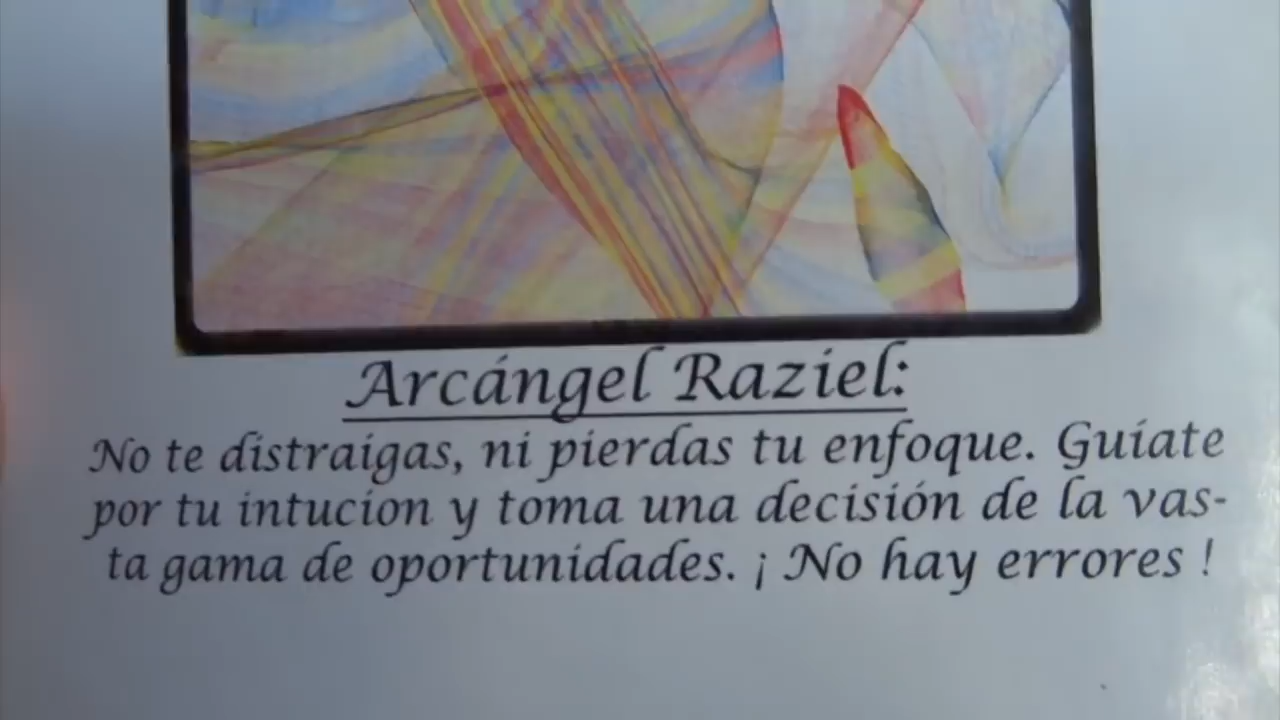 Arcángel Raziel:
No te distraigas, ni pierdas tu enfoque. Guíate
por tu intucion y toma una decisión de la vas-
ta gama de oportunidades. ¡ No hay errores !